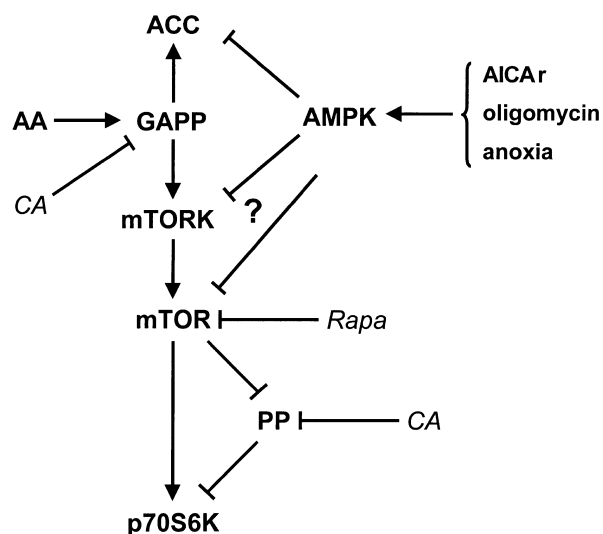 ACC
AICAr
AA
GAPP
AMPK
oligomycin
anoxia
CA
mTORK
?
mTOR
Rapa
PP
CA
p70S6K